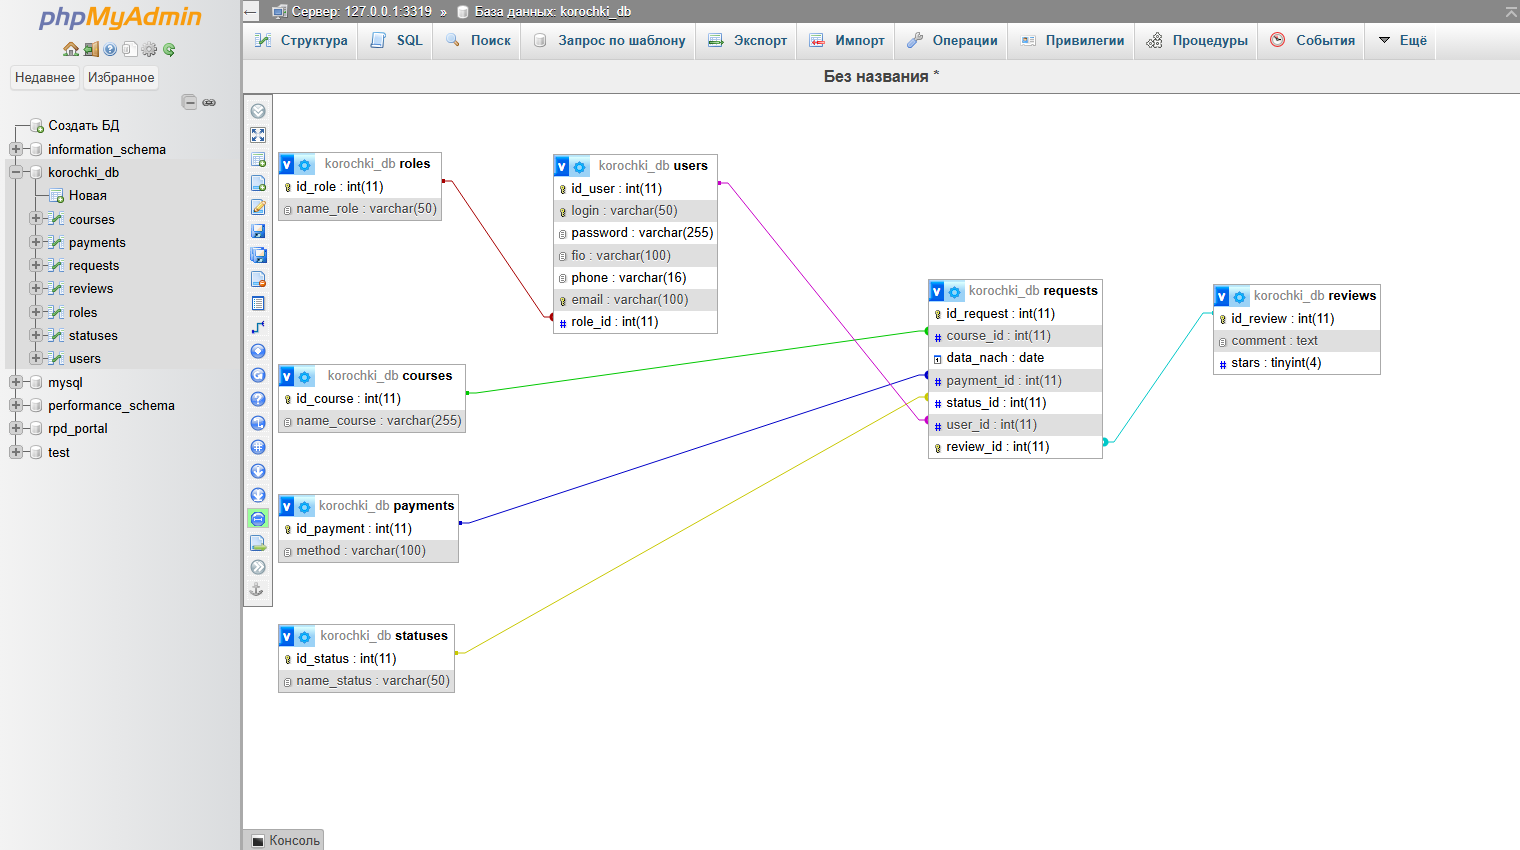 phpMyAdmin
Недавнее
Избранное
Создать БД
information_schema
korochki_db
Новая
courses
payments
requests
reviews
roles
statuses
users
mysql
performance_schema
rpd_portal
test
Сервер: 127.0.0.1:3319 » База данных: korochki_db
Структура
SQL
Поиск
Запрос по шаблону
Экспорт
Импорт
Операции
Привилегии
Процедуры
События
Ещё
Без названия *
korochki_db roles
id_role : int(11)
name_role : varchar(50)
korochki_db users
id_user : int(11)
login : varchar(50)
password : varchar(255)
fio : varchar(100)
phone : varchar(16)
email : varchar(100)
role_id : int(11)
korochki_db courses
id_course : int(11)
name_course : varchar(255)
korochki_db payments
id_payment : int(11)
method : varchar(100)
korochki_db statuses
id_status : int(11)
name_status : varchar(50)
korochki_db requests
id_request : int(11)
course_id : int(11)
data_nach : date
payment_id : int(11)
status_id : int(11)
user_id : int(11)
review_id : int(11)
korochki_db reviews
id_review : int(11)
comment : text
stars : tinyint(4)
Консоль